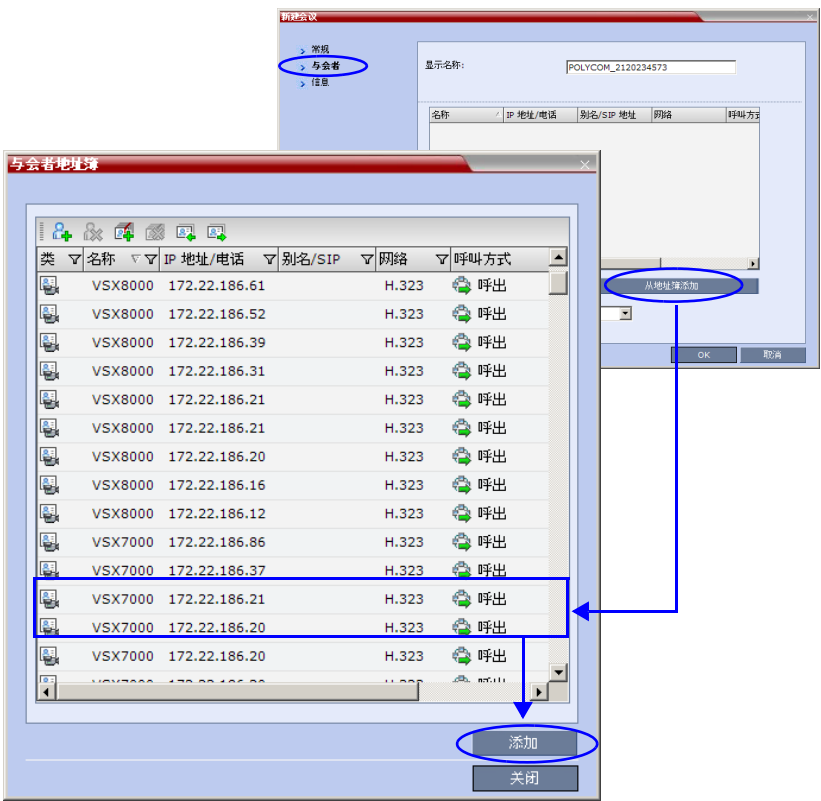 新建会议
常规
与会者
信息
显示名称:
POLYCOM_2120234573
名称 IP 地址/电话 别名/SIP 地址 网络 呼叫方式
从地址簿添加
OK 取消
与会者地址簿
类 名称 IP 地址/电话 别名/SIP 网络 呼叫方式
VSX8000 172.22.186.61 H.323 呼出
VSX8000 172.22.186.52 H.323 呼出
VSX8000 172.22.186.39 H.323 呼出
VSX8000 172.22.186.31 H.323 呼出
VSX8000 172.22.186.21 H.323 呼出
VSX8000 172.22.186.21 H.323 呼出
VSX8000 172.22.186.20 H.323 呼出
VSX8000 172.22.186.16 H.323 呼出
VSX8000 172.22.186.12 H.323 呼出
VSX7000 172.22.186.86 H.323 呼出
VSX7000 172.22.186.37 H.323 呼出
VSX7000 172.22.186.21 H.323 呼出
VSX7000 172.22.186.20 H.323 呼出
VSX7000 172.22.186.20 H.323 呼出
添加
关闭